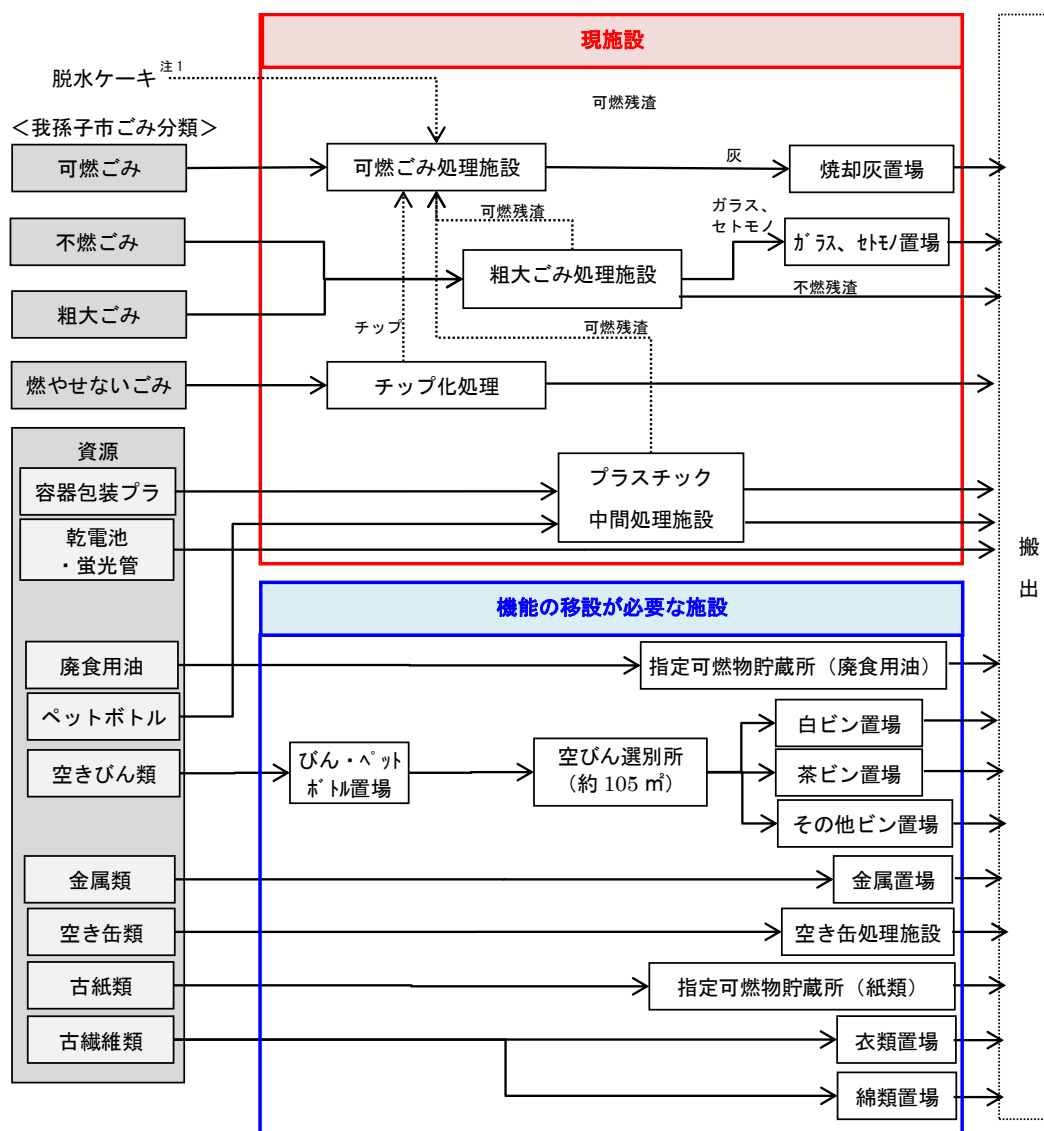 現施設
脱水ケーキ注1
可燃残渣
＜我孫子市ごみ分類＞
可燃ごみ
可燃ごみ処理施設
灰
焼却灰置場
不燃ごみ
可燃残渣
ガラス、
セトモノ
ｶﾞﾗｽ、ｾﾄﾓﾉ置場
粗大ごみ処理施設
不燃残渣
粗大ごみ
チップ
可燃残渣
燃やせないごみ
チップ化処理
資源
容器包装プラ
プラスチック
中間処理施設
乾電池
・蛍光管
搬
出
機能の移設が必要な施設
廃食用油
指定可燃物貯蔵所（廃食用油）
ペットボトル
白ビン置場
空きびん類
びん・ﾍﾟｯﾄ
ﾎﾞﾄﾙ置場
空びん選別所
（約 105 ㎡）
茶ビン置場
その他ビン置場
金属類
金属置場
空き缶類
空き缶処理施設
古紙類
指定可燃物貯蔵所（紙類）
古繊維類
衣類置場
綿類置場